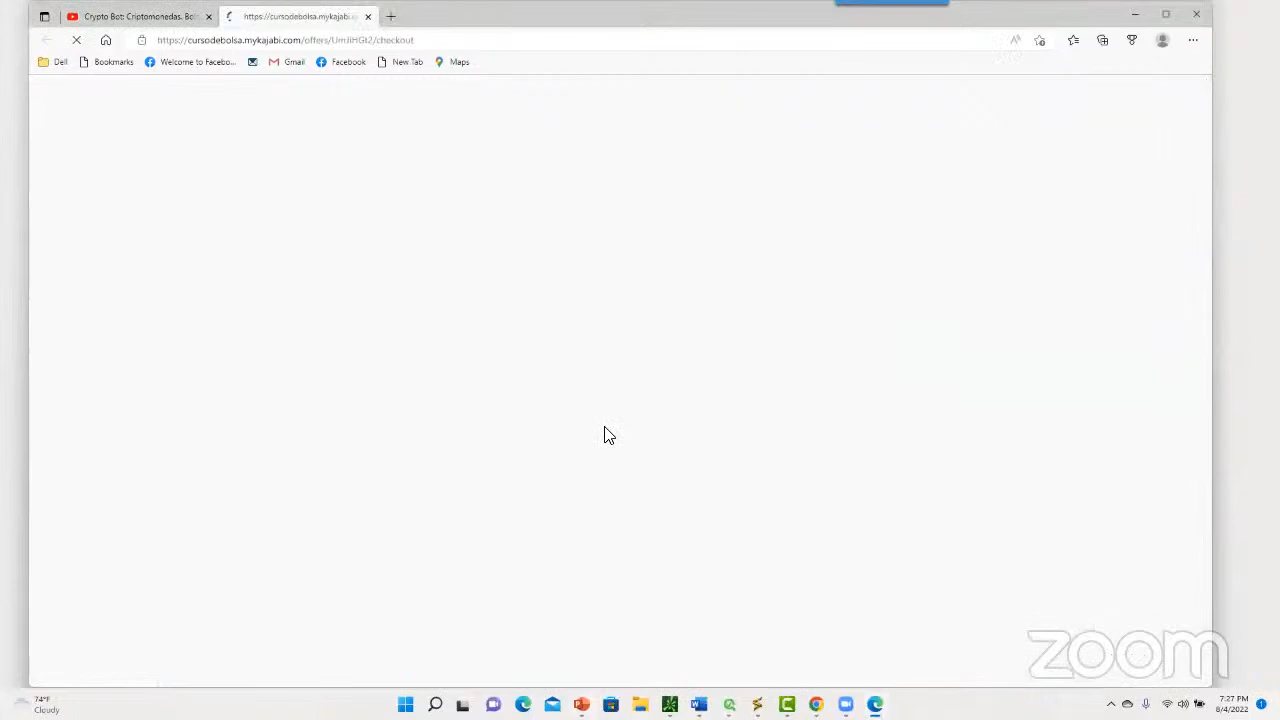 Crypto Bot: Criptomonedas. Bol
https://cursodebolsa.mykajabi.c
https://cursodebolsa.mykajabi.com/offers/UmJiHGt2/checkout
Dell Bookmarks Welcome to Facebo... Gmail Facebook New Tab Maps
zoom
74°F
Cloudy
7:27 PM
8/4/2022